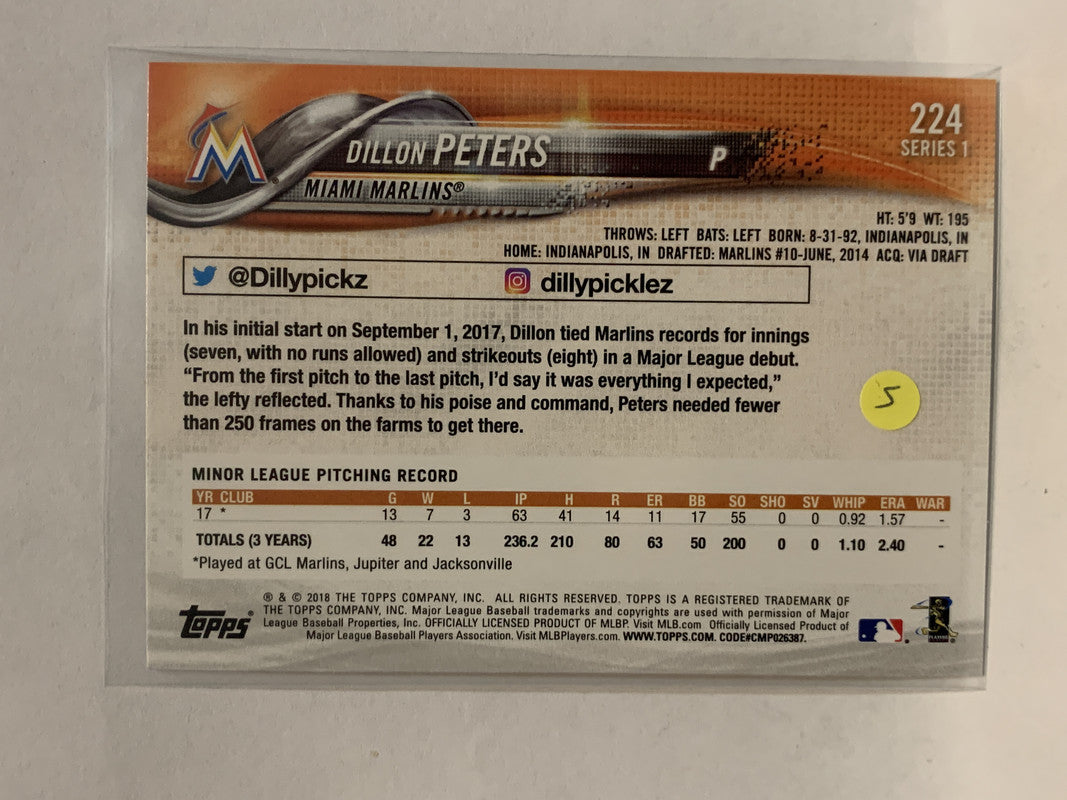 224
SERIES 1
M
DILLON PETERS P
MIAMI MARLINS®
HT: 5'9 WT: 195
THROWS: LEFT BATS: LEFT BORN: 8-31-92, INDIANAPOLIS, IN
HOME: INDIANAPOLIS, IN DRAFTED: MARLINS #10-JUNE, 2014 ACQ: VIA DRAFT
@Dillypickz dillypicklez
In his initial start on September 1, 2017, Dillon tied Marlins records for innings
(seven, with no runs allowed) and strikeouts (eight) in a Major League debut.
“From the first pitch to the last pitch, I’d say it was everything I expected,”
the lefty reflected. Thanks to his poise and command, Peters needed fewer
than 250 frames on the farms to get there.
5
MINOR LEAGUE PITCHING RECORD
YR CLUB G W L IP H R ER BB SO SHO SV WHIP ERA WAR
17 * 13 7 3 63 41 14 11 17 55 0 0 0.92 1.57 -
TOTALS (3 YEARS) 48 22 13 236.2 210 80 63 50 200 0 0 1.10 2.40 -
*Played at GCL Marlins, Jupiter and Jacksonville
® & © 2018 THE TOPPS COMPANY, INC. ALL RIGHTS RESERVED. TOPPS IS A REGISTERED TRADEMARK OF
THE TOPPS COMPANY, INC. Major League Baseball trademarks and copyrights are used with permission of Major
League Baseball Properties, Inc. OFFICIALLY LICENSED PRODUCT OF MLBP. Visit MLB.com Officially Licensed Product of
Major League Baseball Players Association. Visit MLBPlayers.com. WWW.TOPPS.COM. CODE#CMP026387.
TOPPS®
PLAYERS